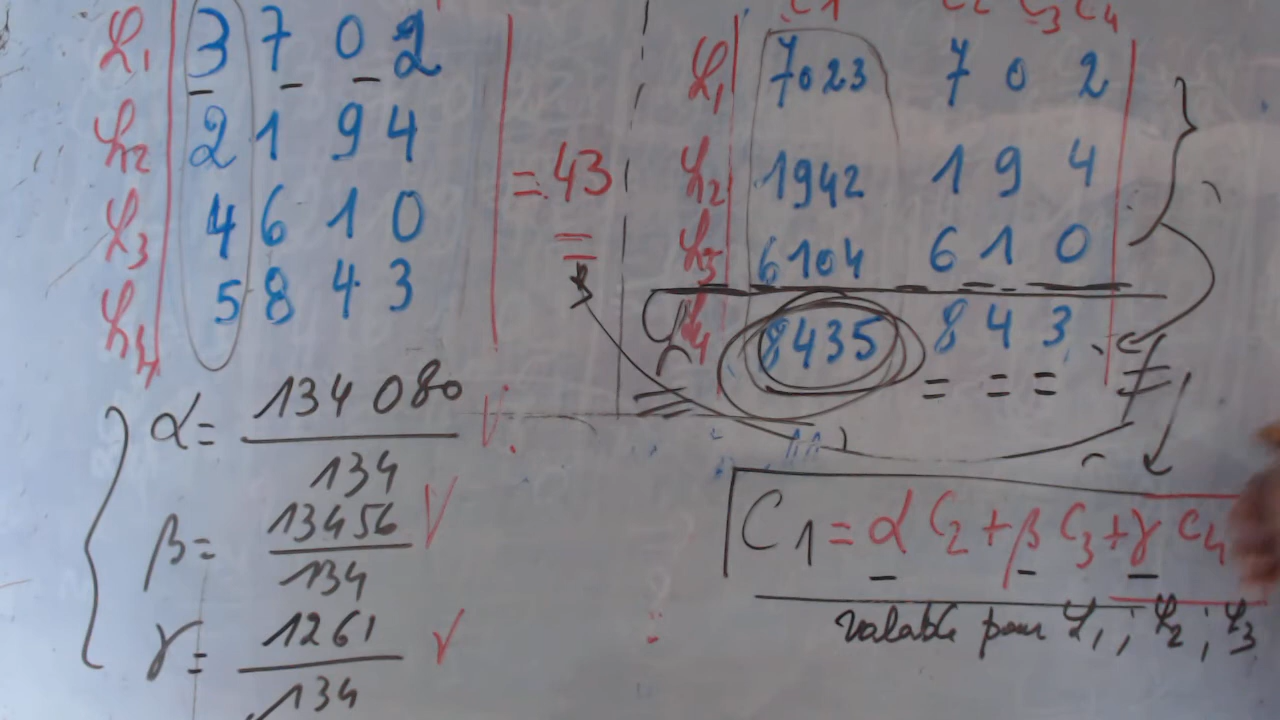 L1 3 7 0 2
L2 2 1 9 4
L3 4 6 1 0
L4 5 8 4 3
= 43
C1 C2 C3 C4
L1 7023 7 0 2
L2 1942 1 9 4
L3 6104 6 1 0
L4 8435 8 4 3
α = 134 080 / 134
β = 13456 / 134
γ = 1261 / 134
C1 = α C2 + β C3 + γ C4
valable pour L1 ; L2 ; L3